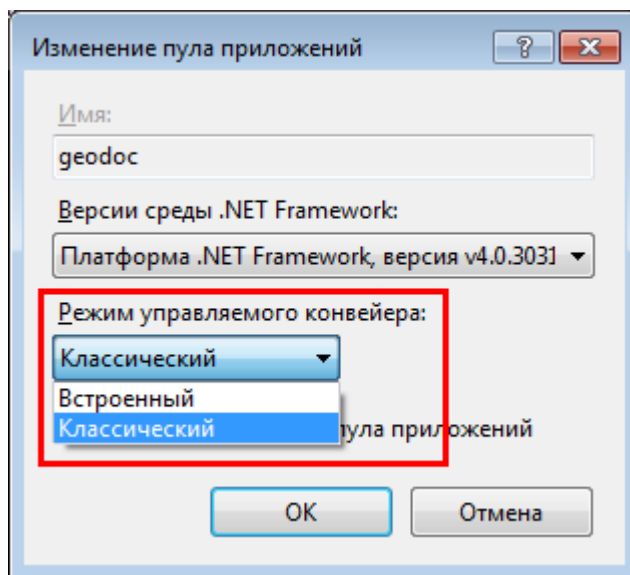 Изменение пула приложений
Имя:
geodoc
Версии среды .NET Framework:
Платформа .NET Framework, версия v4.0.3031
Режим управляемого конвейера:
Классический
Встроенный
Классический
пула приложений
ОК
Отмена